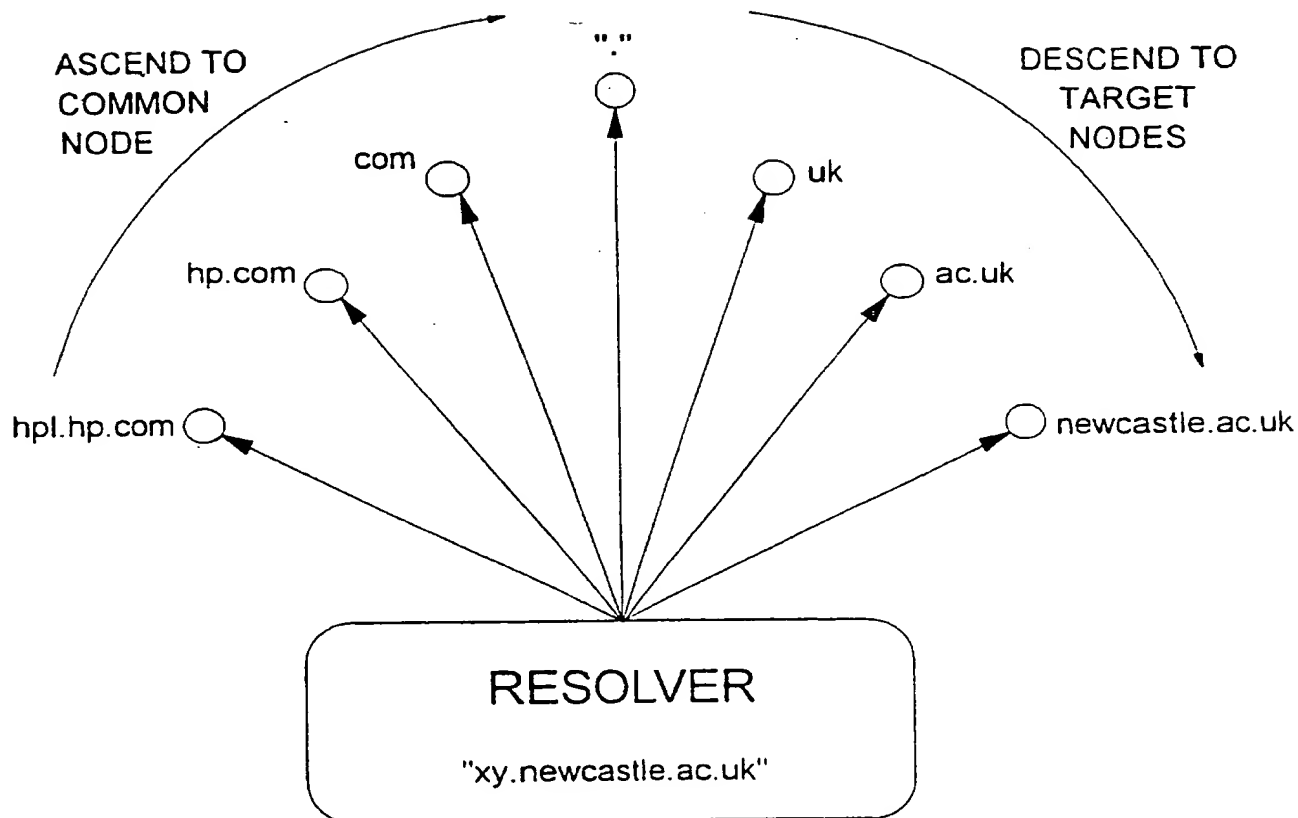 "."
ASCEND TO
COMMON
NODE
DESCEND TO
TARGET
NODES
com
uk
hp.com
ac.uk
hpl.hp.com
newcastle.ac.uk
RESOLVER
"xy.newcastle.ac.uk"